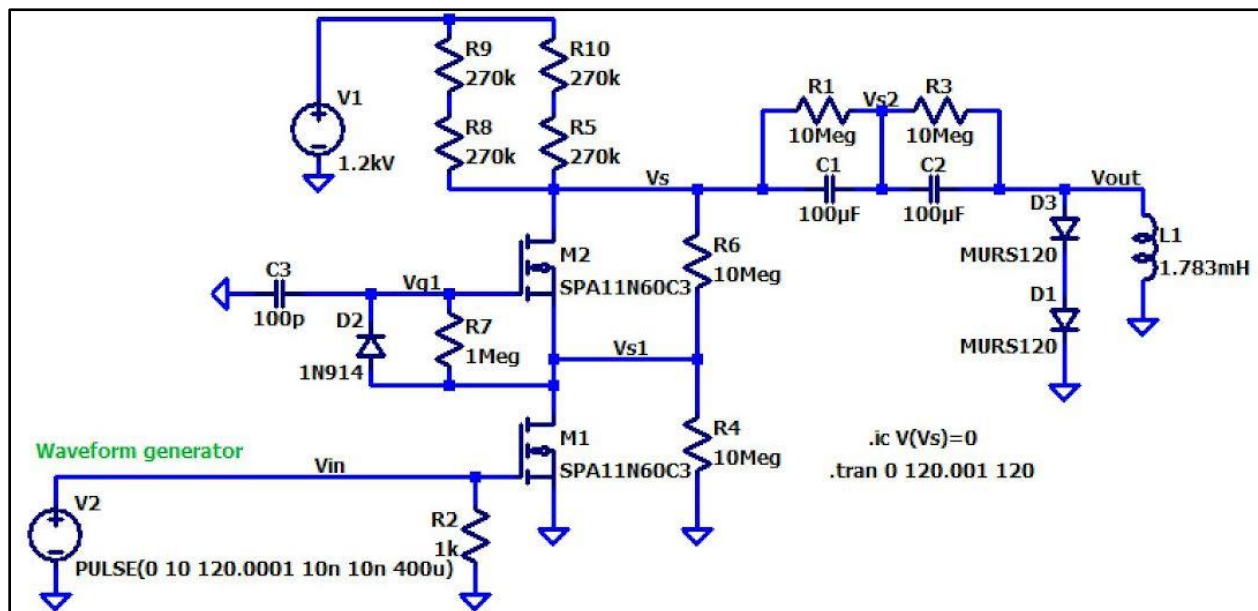 R9
270k
R10
270k
V1
1.2kV
R8
270k
R5
270k
R1
10Meg
Vs2
R3
10Meg
Vs
C1
100µF
C2
100µF
Vout
D3
MURS120
L1
1.783mH
M2
SPA11N60C3
R6
10Meg
C3
100p
Vg1
D2
1N914
R7
1Meg
D1
MURS120
Vs1
Waveform generator
Vin
M1
SPA11N60C3
R4
10Meg
.ic V(Vs)=0
.tran 0 120.001 120
V2
R2
1k
PULSE(0 10 120.0001 10n 10n 400u)